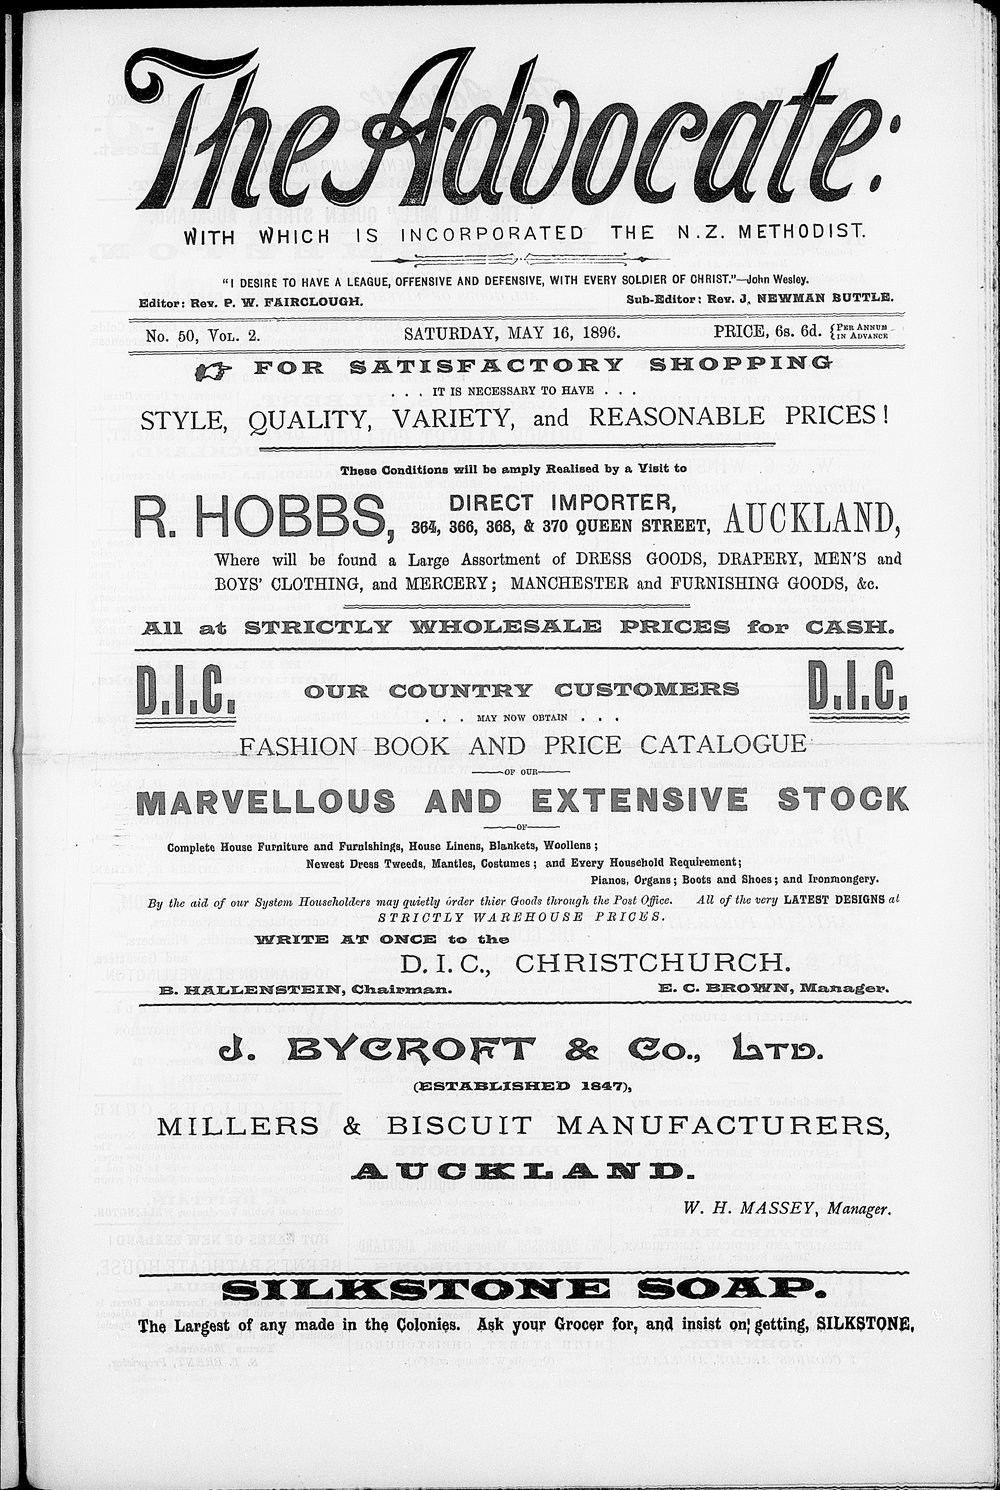 The Advocate:
WITH WHICH IS INCORPORATED THE N.Z. METHODIST.
"I DESIRE TO HAVE A LEAGUE, OFFENSIVE AND DEFENSIVE, WITH EVERY SOLDIER OF CHRIST."—John Wesley.
Editor: Rev. P. W. FAIRCLOUGH. Sub-Editor: Rev. J. NEWMAN BUTTLE.
No. 50, VOL. 2. SATURDAY, MAY 16, 1896. PRICE, 6s. 6d. {PER ANNUM IN ADVANCE
FOR SATISFACTORY SHOPPING
. . . IT IS NECESSARY TO HAVE . . .
STYLE, QUALITY, VARIETY, and REASONABLE PRICES!
These Conditions will be amply Realised by a Visit to
R. HOBBS, DIRECT IMPORTER, 364, 366, 368, & 370 QUEEN STREET, AUCKLAND,
Where will be found a Large Assortment of DRESS GOODS, DRAPERY, MEN'S and
BOYS' CLOTHING, and MERCERY; MANCHESTER and FURNISHING GOODS, &c.
All at STRICTLY WHOLESALE PRICES for CASH.
D.I.C. OUR COUNTRY CUSTOMERS D.I.C.
. . . MAY NOW OBTAIN . . .
FASHION BOOK AND PRICE CATALOGUE
—OF OUR—
MARVELLOUS AND EXTENSIVE STOCK
—OF—
Complete House Furniture and Furnishings, House Linens, Blankets, Woollens;
Newest Dress Tweeds, Mantles, Costumes; and Every Household Requirement;
Pianos, Organs; Boots and Shoes; and Ironmongery.
By the aid of our System Householders may quietly order thier Goods through the Post Office. All of the very LATEST DESIGNS at
STRICTLY WAREHOUSE PRICES.
WRITE AT ONCE to the
D. I. C., CHRISTCHURCH.
B. HALLENSTEIN, Chairman. E. C. BROWN, Manager.
J. BYCROFT & Co., LTD.
(ESTABLISHED 1847),
MILLERS & BISCUIT MANUFACTURERS,
AUCKLAND.
W. H. MASSEY, Manager.
SILKSTONE SOAP.
The Largest of any made in the Colonies. Ask your Grocer for, and insist on getting, SILKSTONE,